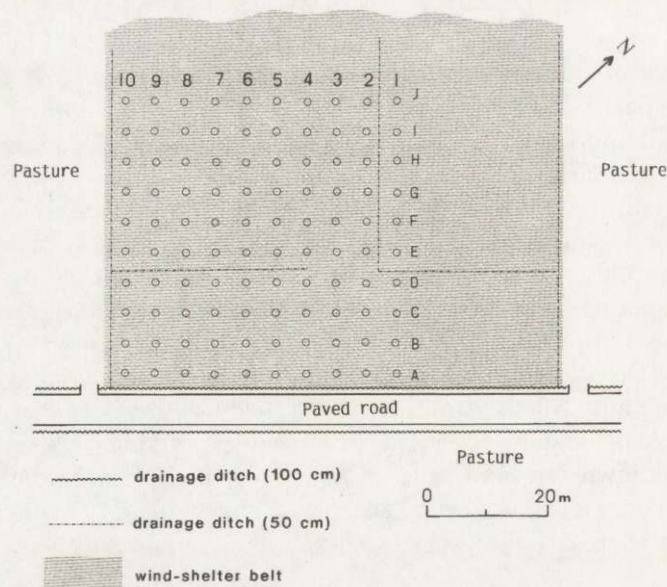 N
10 9 8 7 6 5 4 3 2 1
J
I
H
Pasture
Pasture
G
F
E
D
C
B
A
Paved road
Pasture
drainage ditch (100 cm)
0 20 m
drainage ditch (50 cm)
wind-shelter belt